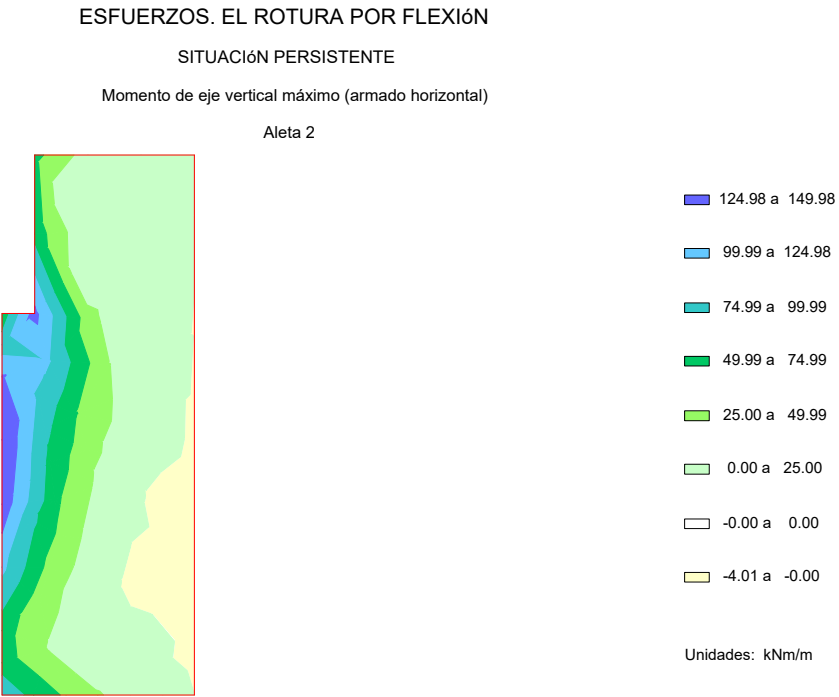 ESFUERZOS. EL ROTURA POR FLEXIóN
SITUACIóN PERSISTENTE
Momento de eje vertical máximo (armado horizontal)
Aleta 2
124.98 a 149.98
99.99 a 124.98
74.99 a 99.99
49.99 a 74.99
25.00 a 49.99
0.00 a 25.00
-0.00 a 0.00
-4.01 a -0.00
Unidades: kNm/m